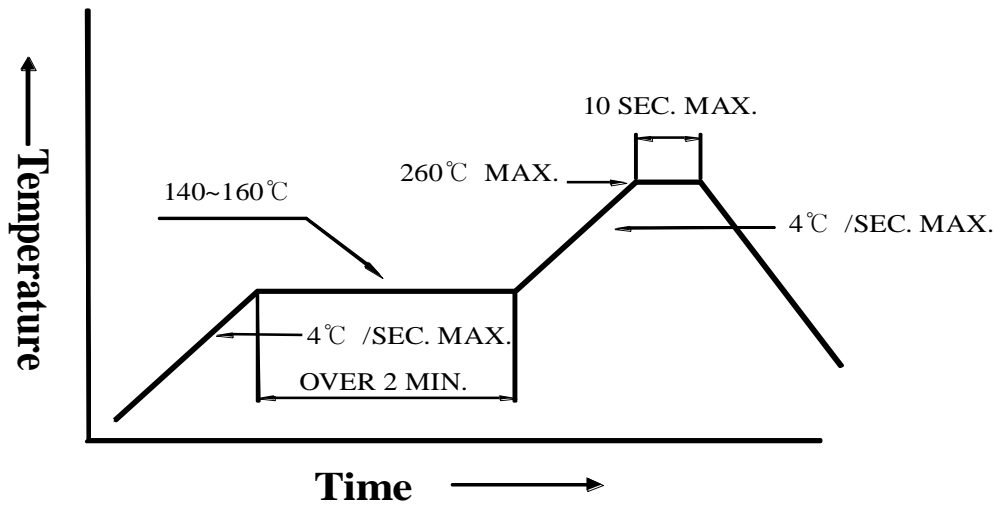 Temperature
10 SEC. MAX.
260℃ MAX.
140~160℃
4℃ /SEC. MAX.
4℃ /SEC. MAX.
OVER 2 MIN.
Time